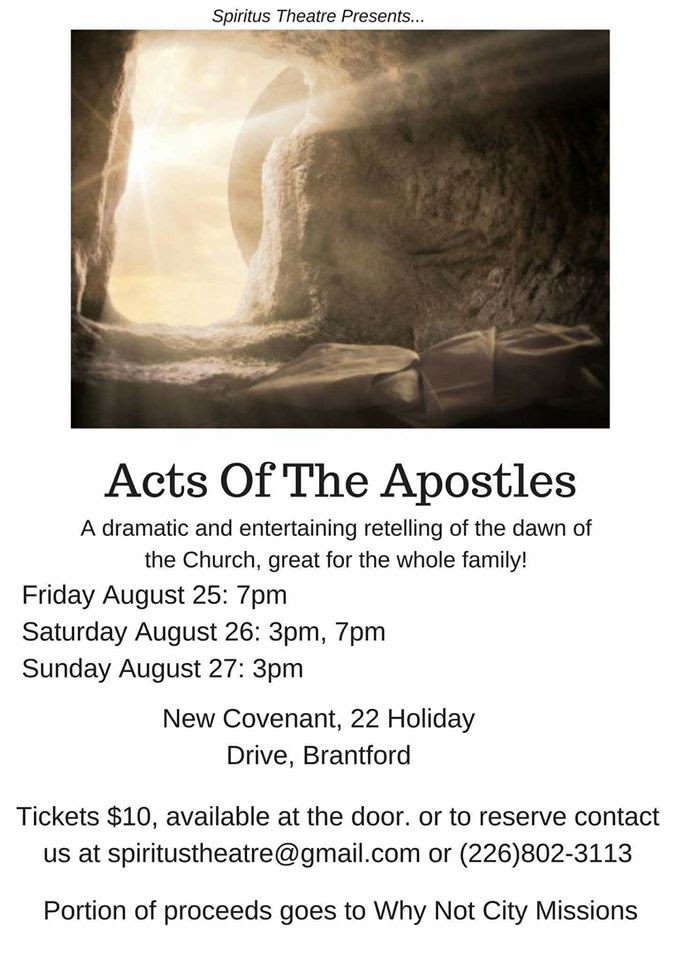 Spiritus Theatre Presents...
Acts Of The Apostles
A dramatic and entertaining retelling of the dawn of
the Church, great for the whole family!
Friday August 25: 7pm
Saturday August 26: 3pm, 7pm
Sunday August 27: 3pm
New Covenant, 22 Holiday
Drive, Brantford
Tickets $10, available at the door. or to reserve contact
us at spiritustheatre@gmail.com or (226)802-3113
Portion of proceeds goes to Why Not City Missions